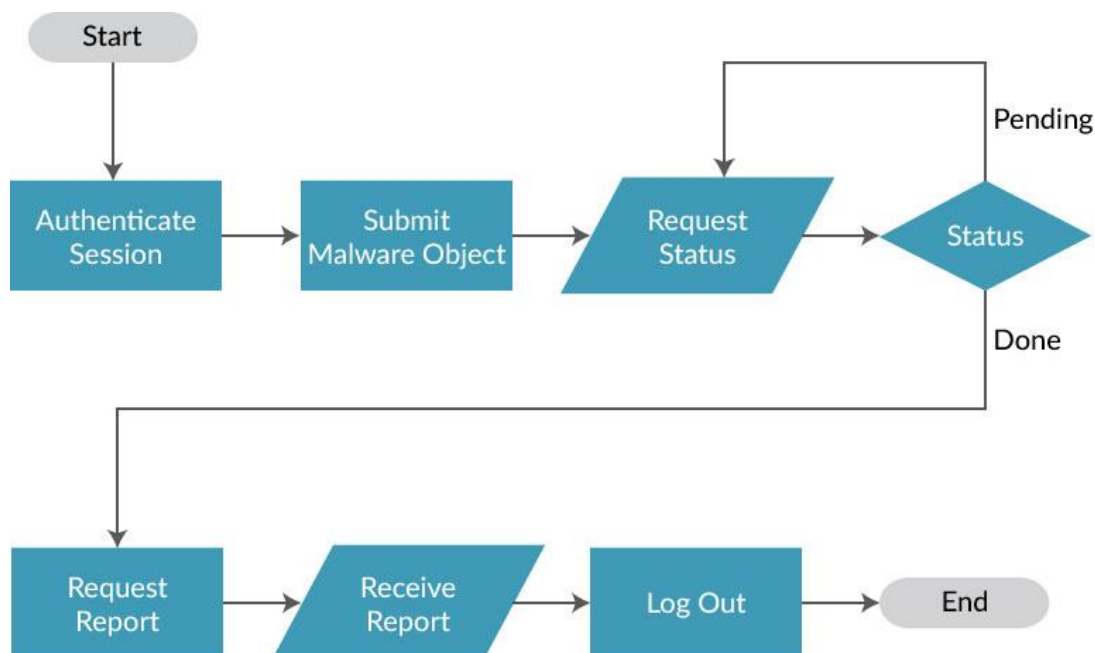 Start
Pending
Authenticate
Session
Submit
Malware Object
Request
Status
Status
Done
Request
Report
Receive
Report
Log Out
End